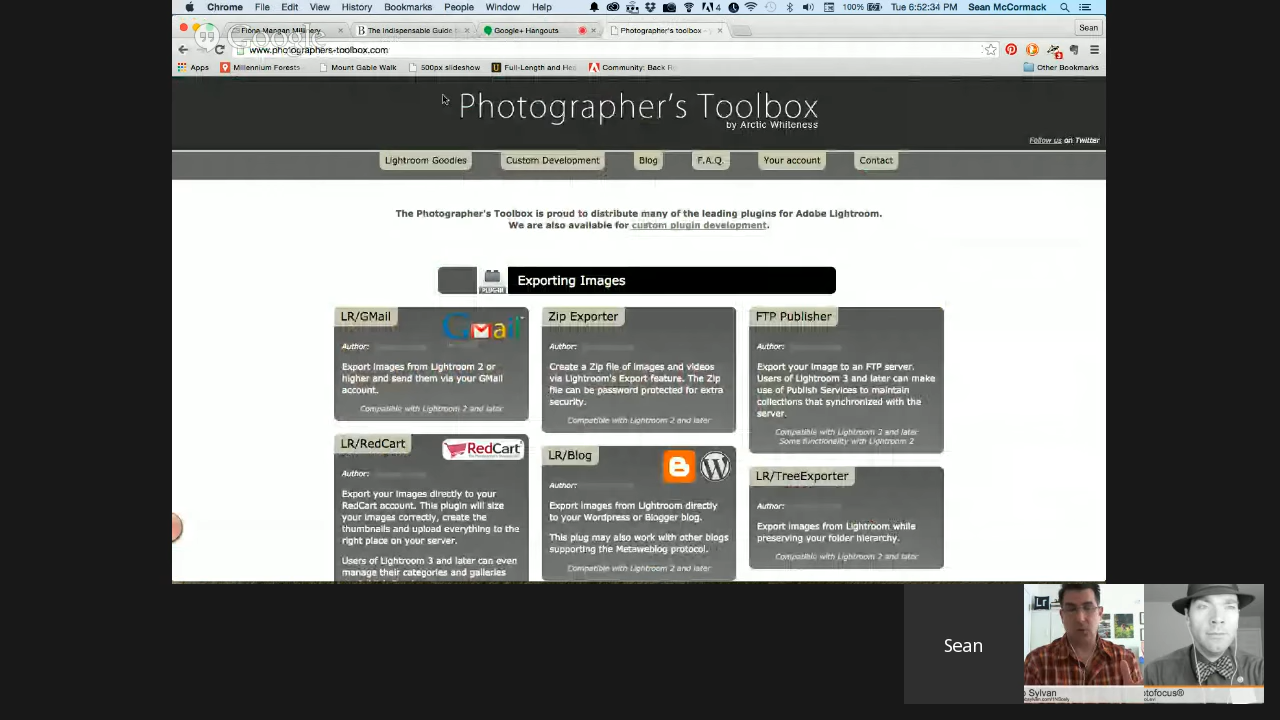 Chrome File Edit View History Bookmarks People Window Help 4 100% Tue 6:52:34 PM Sean McCormack
Google
Fiona Mangan Millinery The Indispensable Guide Google+ Hangouts Photographer's toolbox Sean
www.photographers-toolbox.com
Apps Millennium Forests Mount Gable Walk 500px slideshow Full-Length and Hea Community: Back Other Bookmarks
Photographer's Toolbox
by Arctic Whiteness
Follow us on Twitter
Lightroom Goodies Custom Development Blog F.A.Q. Your account Contact
The Photographer's Toolbox is proud to distribute many of the leading plugins for Adobe Lightroom.
We are also available for custom plugin development.
PLUGIN Exporting Images
LR/GMail Gmail
Author:
Export images from Lightroom 2 or
higher and send them via your GMail
account.
Compatible with Lightroom 2 and later
Zip Exporter
Author:
Create a Zip file of images and videos
via Lightroom's Export feature. The Zip
file can be password protected for extra
security.
Compatible with Lightroom 2 and later
FTP Publisher
Author:
Export your image to an FTP server.
Users of Lightroom 3 and later can make
use of Publish Services to maintain
collections that synchronized with the
server.
Compatible with Lightroom 3 and later
Some functionality with Lightroom 2
LR/RedCart RedCart
Author:
Export your images directly to your
RedCart account. This plugin will size
your images correctly, create the
thumbnails and upload everything to the
right place on your server.
Users of Lightroom 3 and later can even
manage their categories and galleries
LR/Blog
Author:
Export images from Lightroom directly
to your Wordpress or Blogger blog.
This plug may also work with other blogs
supporting the Metaweblog protocol.
Compatible with Lightroom 2 and later
LR/TreeExporter
Author:
Export images from Lightroom while
preserving your folder hierarchy.
Compatible with Lightroom 2 and later
Sean
Lr
Sylvan
otofocus®